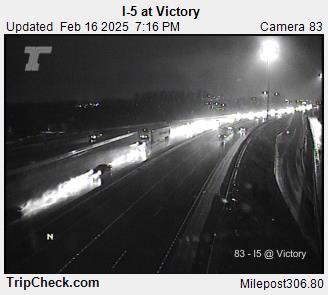 I-5 at Victory
Updated Feb 16 2025 7:16 PM Camera 83
T
N
83 - I5 @ Victory
TripCheck.com Milepost306.80